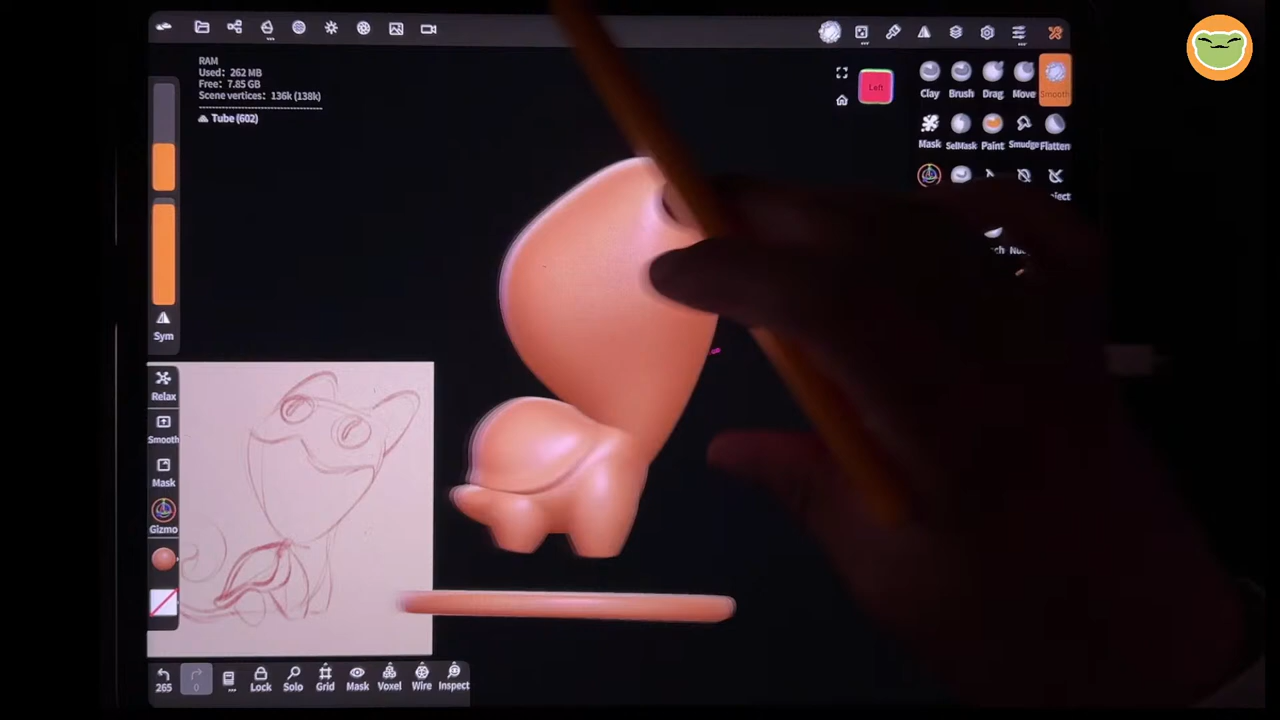 RAM
Used: 262 MB
Free: 7.85 GB
Scene vertices: 136k (138k)
Tube (602)
Left
Clay Brush Drag Move Smooth
Mask SelMask Paint Smudge Flatten
Sym
Relax
Smooth
Mask
Gizmo
265 0 Lock Solo Grid Mask Voxel Wire Inspect